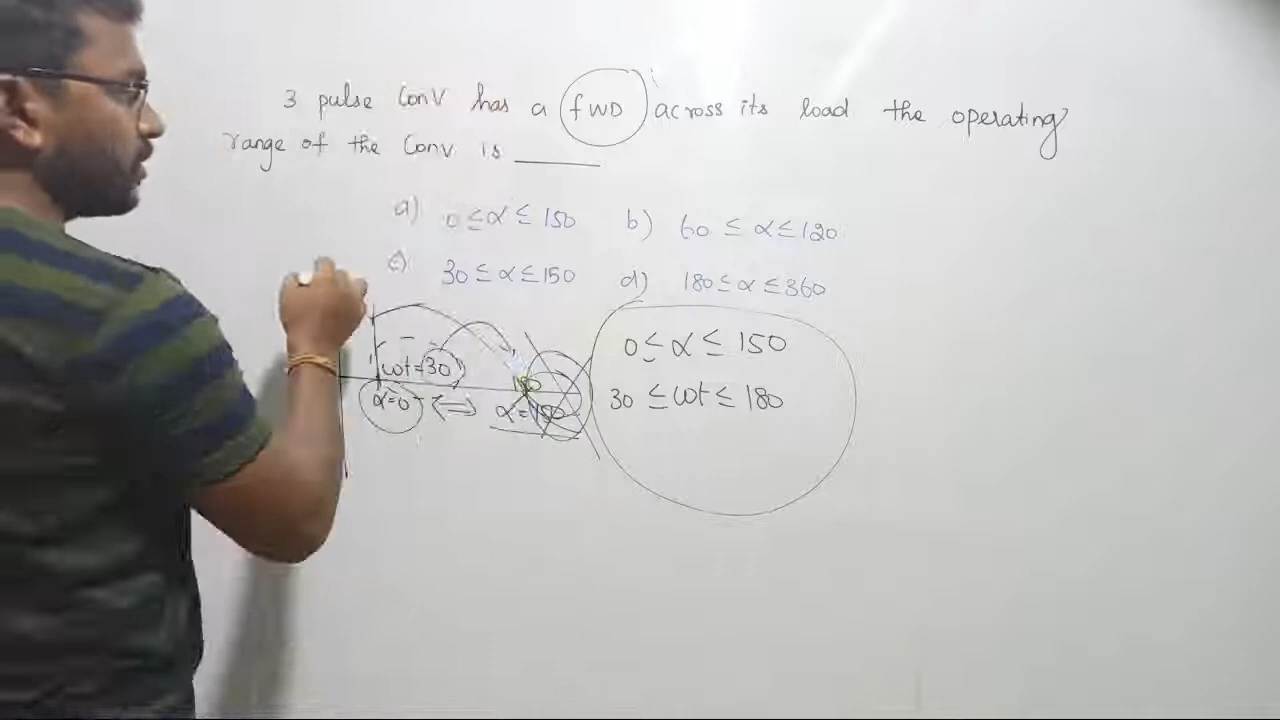 3 pulse Conv has a fwD across its load the operating
range of the Conv is ______
a) 0 ≤ α ≤ 150 b) 60 ≤ α ≤ 120
c) 30 ≤ α ≤ 150 d) 180 ≤ α ≤ 360
0 ≤ α ≤ 150
ωt = 30
180
30 ≤ ωt ≤ 180
α = 0 ⇔